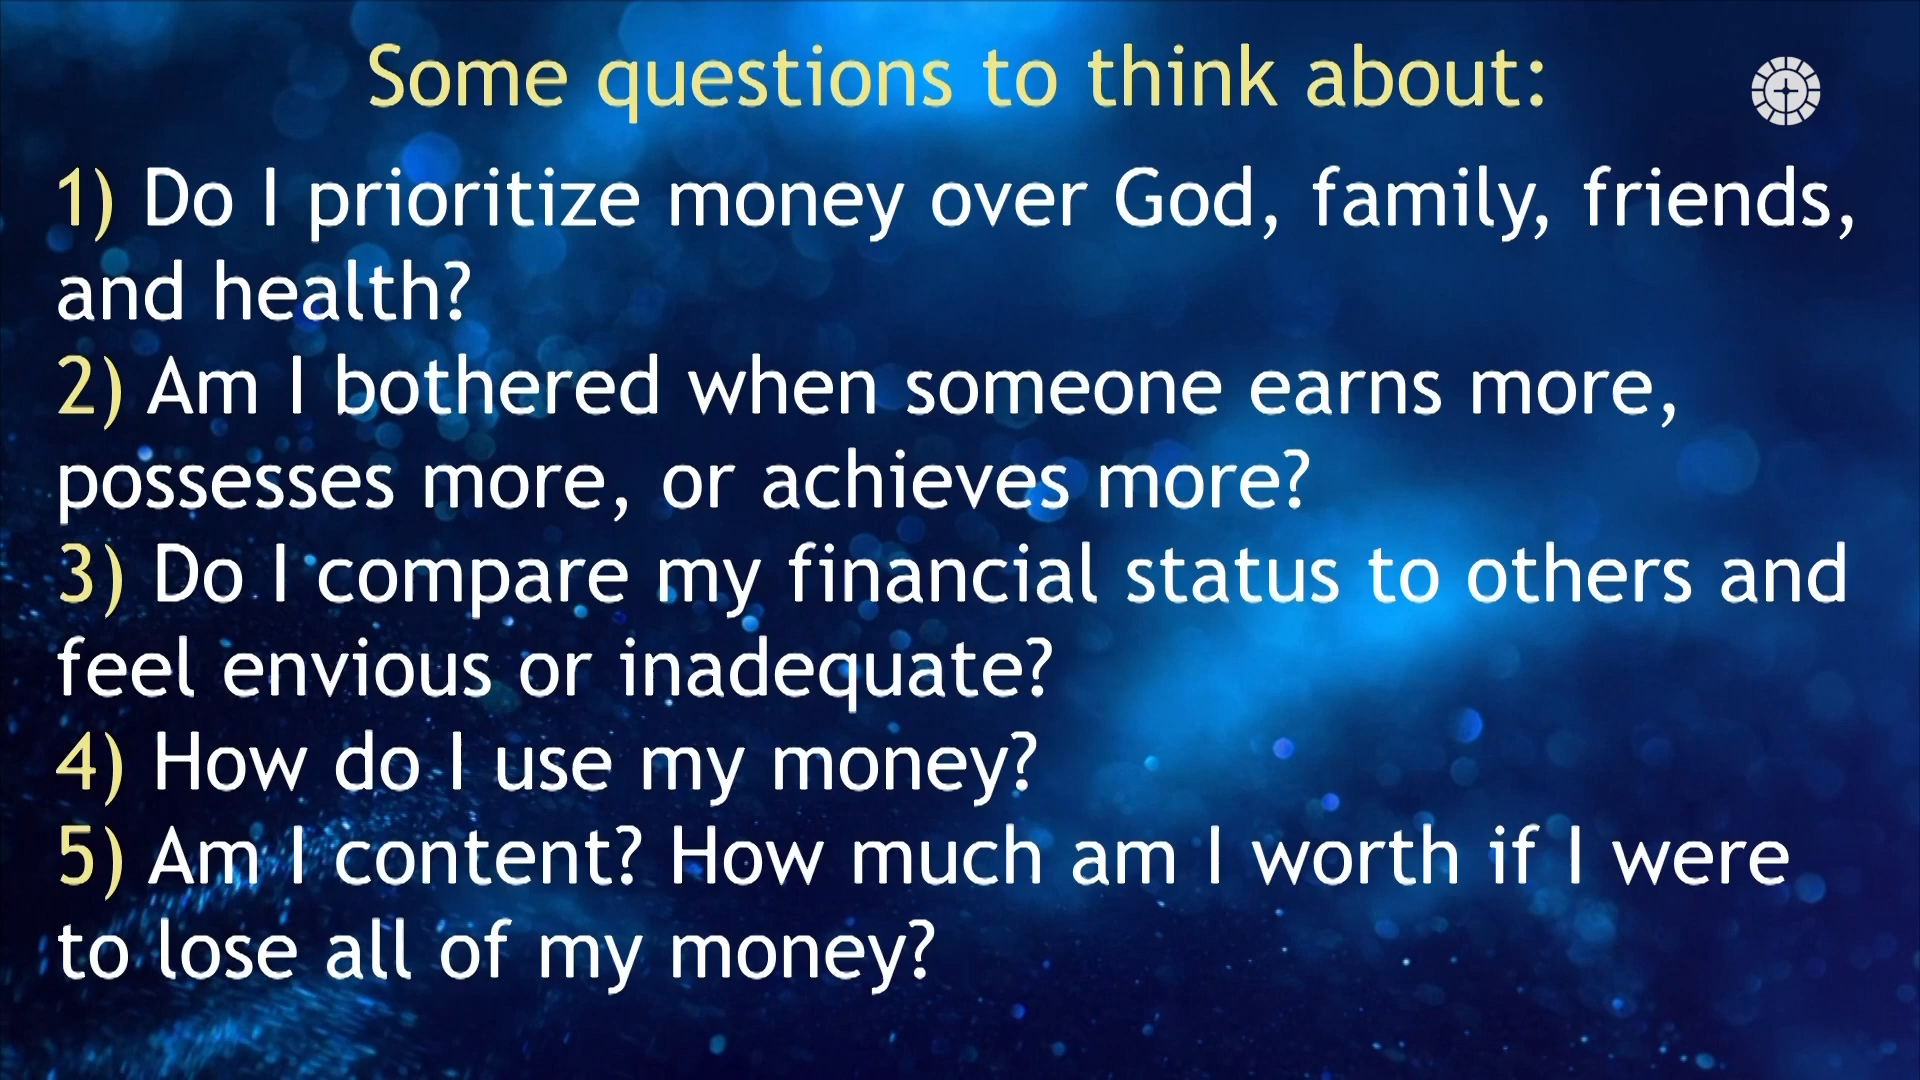 Some questions to think about:
1) Do I prioritize money over God, family, friends,
and health?
2) Am I bothered when someone earns more,
possesses more, or achieves more?
3) Do I compare my financial status to others and
feel envious or inadequate?
4) How do I use my money?
5) Am I content? How much am I worth if I were
to lose all of my money?